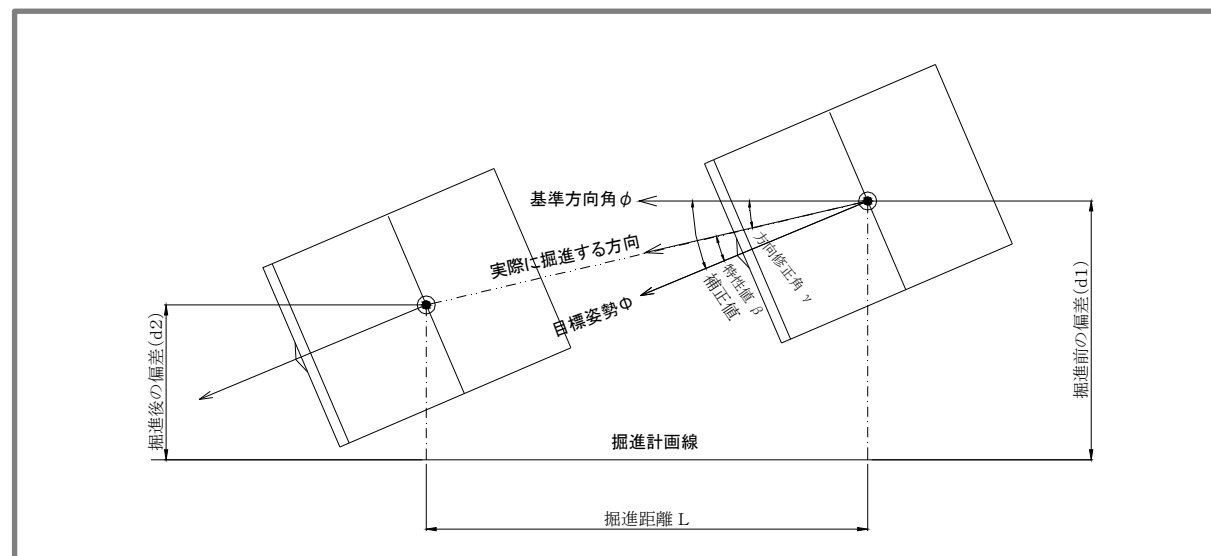 基準方向角φ
実際に掘進する方向
目標姿勢Φ
方向修正角 γ
特性値 β
補正値
掘進前の偏差(d1)
掘進後の偏差(d2)
掘進計画線
掘進距離 L